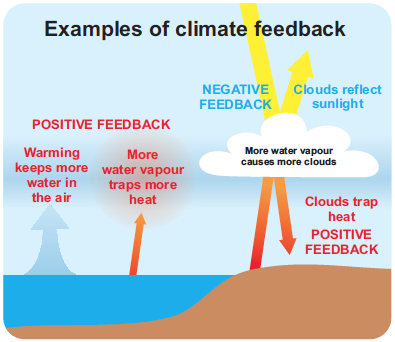 Examples of climate feedback
NEGATIVE
FEEDBACK
Clouds reflect
sunlight
POSITIVE FEEDBACK
Warming
keeps more
water in
the air
More
water vapour
traps more
heat
More water vapour
causes more clouds
Clouds trap
heat
POSITIVE
FEEDBACK